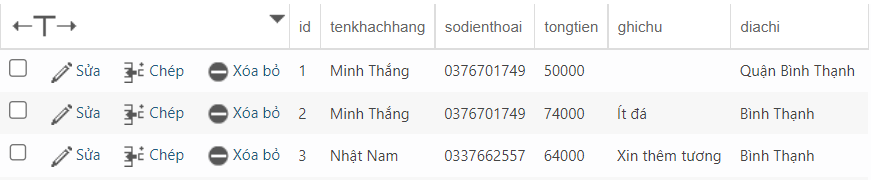 id tenkhachhang sodienthoai tongtien ghichu diachi
Sửa Chép Xóa bỏ 1 Minh Thắng 0376701749 50000 Quận Bình Thạnh
Sửa Chép Xóa bỏ 2 Minh Thắng 0376701749 74000 Ít đá Bình Thạnh
Sửa Chép Xóa bỏ 3 Nhật Nam 0337662557 64000 Xin thêm tương Bình Thạnh